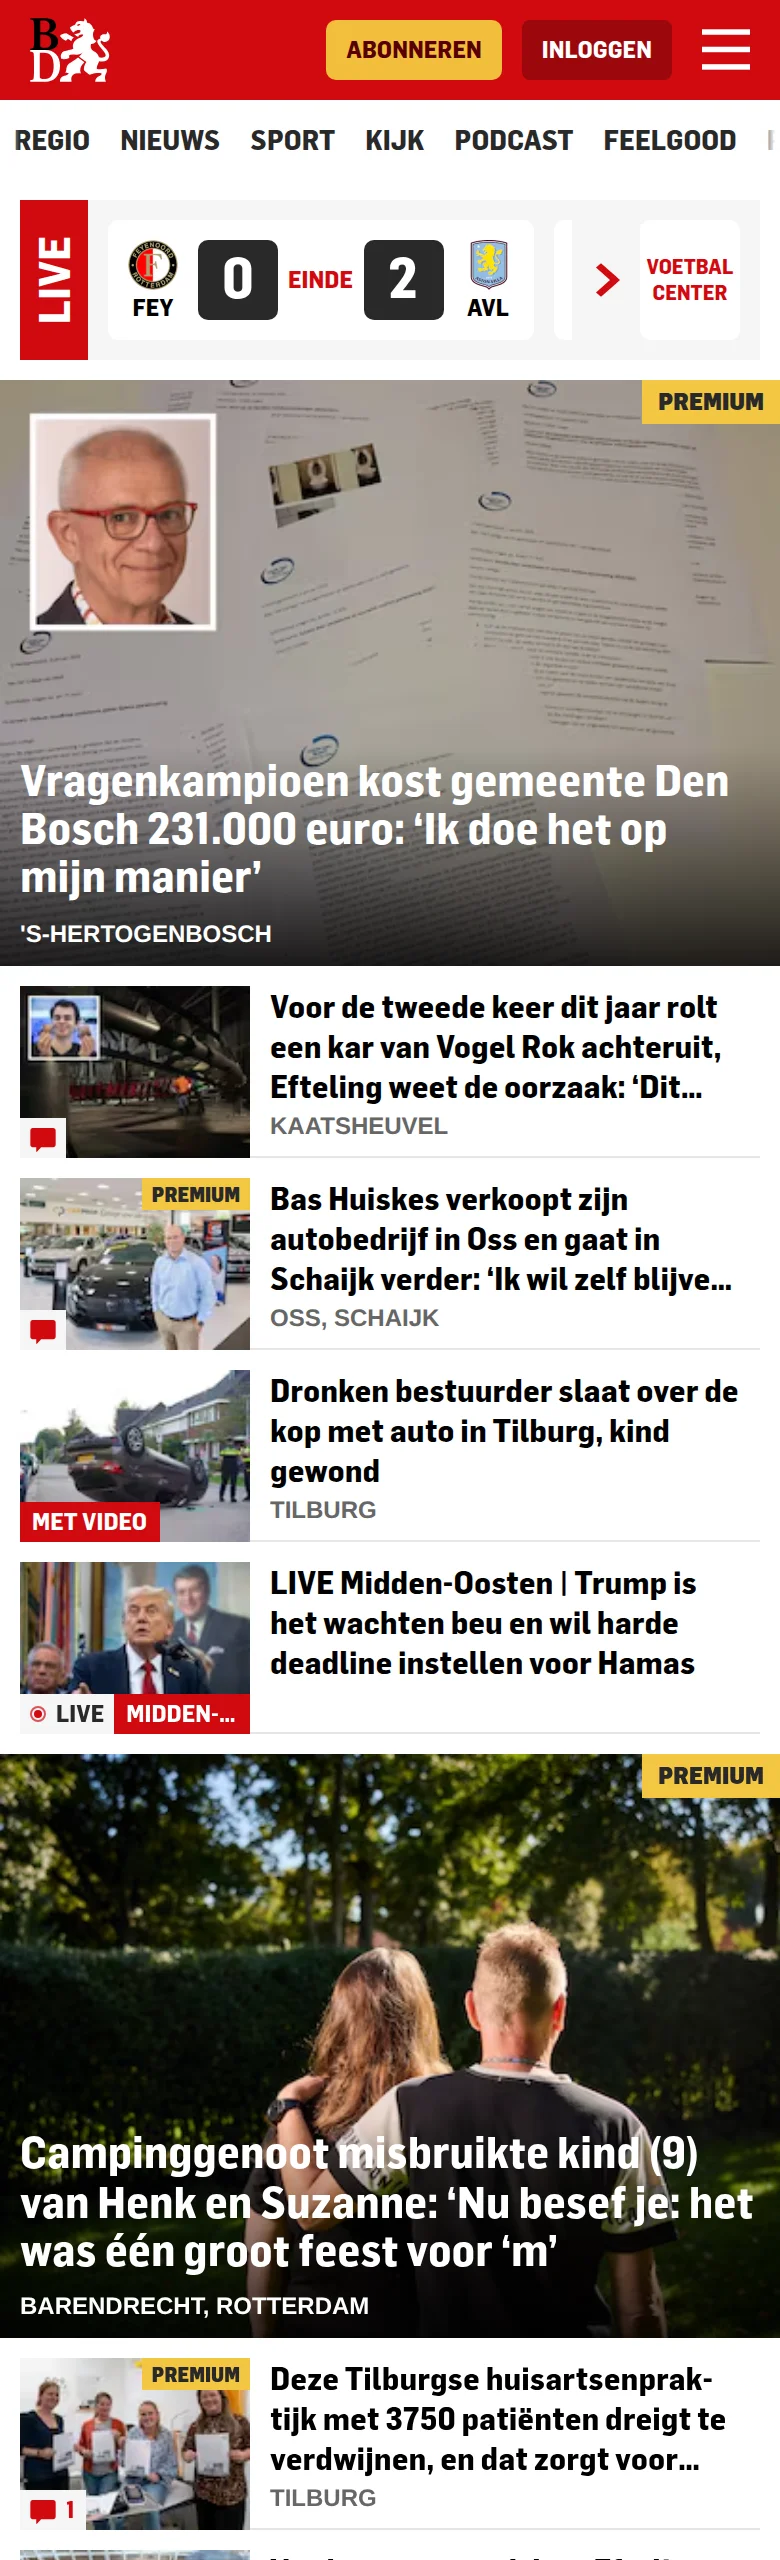 BD
ABONNEREN
INLOGGEN
REGIO NIEUWS SPORT KIJK PODCAST FEELGOOD
LIVE
FEY
0
EINDE
2
AVL
VOETBAL
CENTER
PREMIUM
Vragenkampioen kost gemeente Den
Bosch 231.000 euro: ‘Ik doe het op
mijn manier’
'S-HERTOGENBOSCH
Voor de tweede keer dit jaar rolt
een kar van Vogel Rok achteruit,
Efteling weet de oorzaak: ‘Dit...
KAATSHEUVEL
PREMIUM
Bas Huiskes verkoopt zijn
autobedrijf in Oss en gaat in
Schaijk verder: ‘Ik wil zelf blijve...
OSS, SCHAIJK
MET VIDEO
Dronken bestuurder slaat over de
kop met auto in Tilburg, kind
gewond
TILBURG
LIVE
MIDDEN-...
LIVE Midden-Oosten | Trump is
het wachten beu en wil harde
deadline instellen voor Hamas
PREMIUM
Campinggenoot misbruikte kind (9)
van Henk en Suzanne: ‘Nu besef je: het
was één groot feest voor ‘m’
BARENDRECHT, ROTTERDAM
PREMIUM
1
Deze Tilburgse huisartsenprak-
tijk met 3750 patiënten dreigt te
verdwijnen, en dat zorgt voor...
TILBURG